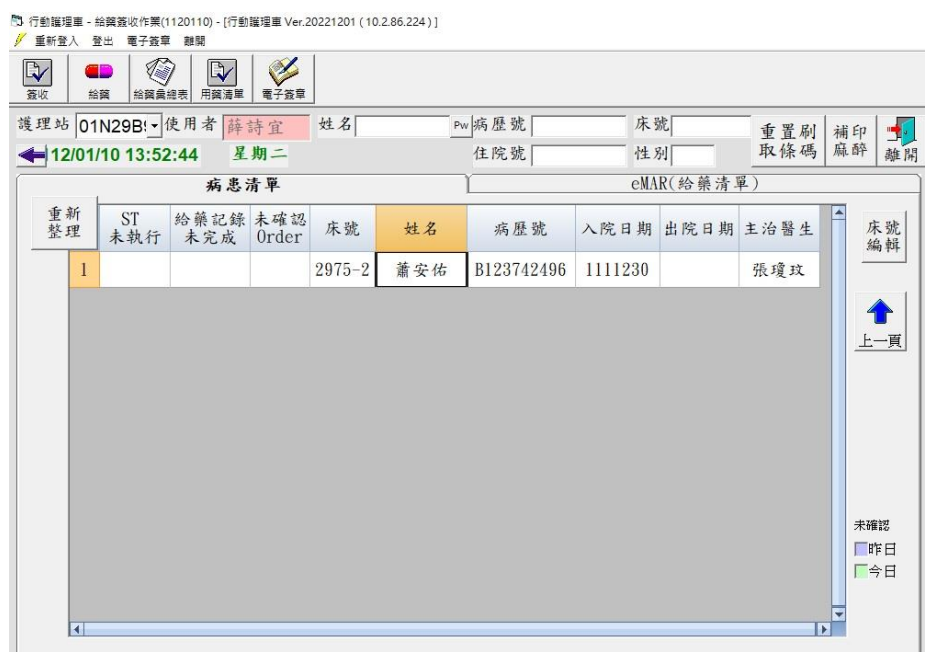 行動護理車 - 給藥簽收作業(1120110) - [行動護理車 Ver.20221201 ( 10.2.86.224 ) ]
重新登入 登出 電子簽章 離開
簽收 給藥 給藥彙總表 用藥清單 電子簽章
護理站 01N29B 使用者 薛詩宜 姓名 Pw 病歷號 床號 重置刷取條碼 補印麻醉 離開
12/01/10 13:52:44 星期二 住院號 性別
病患清單 eMAR(給藥清單)
重新整理 ST未執行 給藥記錄未完成 未確認Order 床號 姓名 病歷號 入院日期 出院日期 主治醫生 床號編輯
1 2975-2 蕭安佑 B123742496 1111230 張瓊玟
上一頁
未確認
昨日
今日